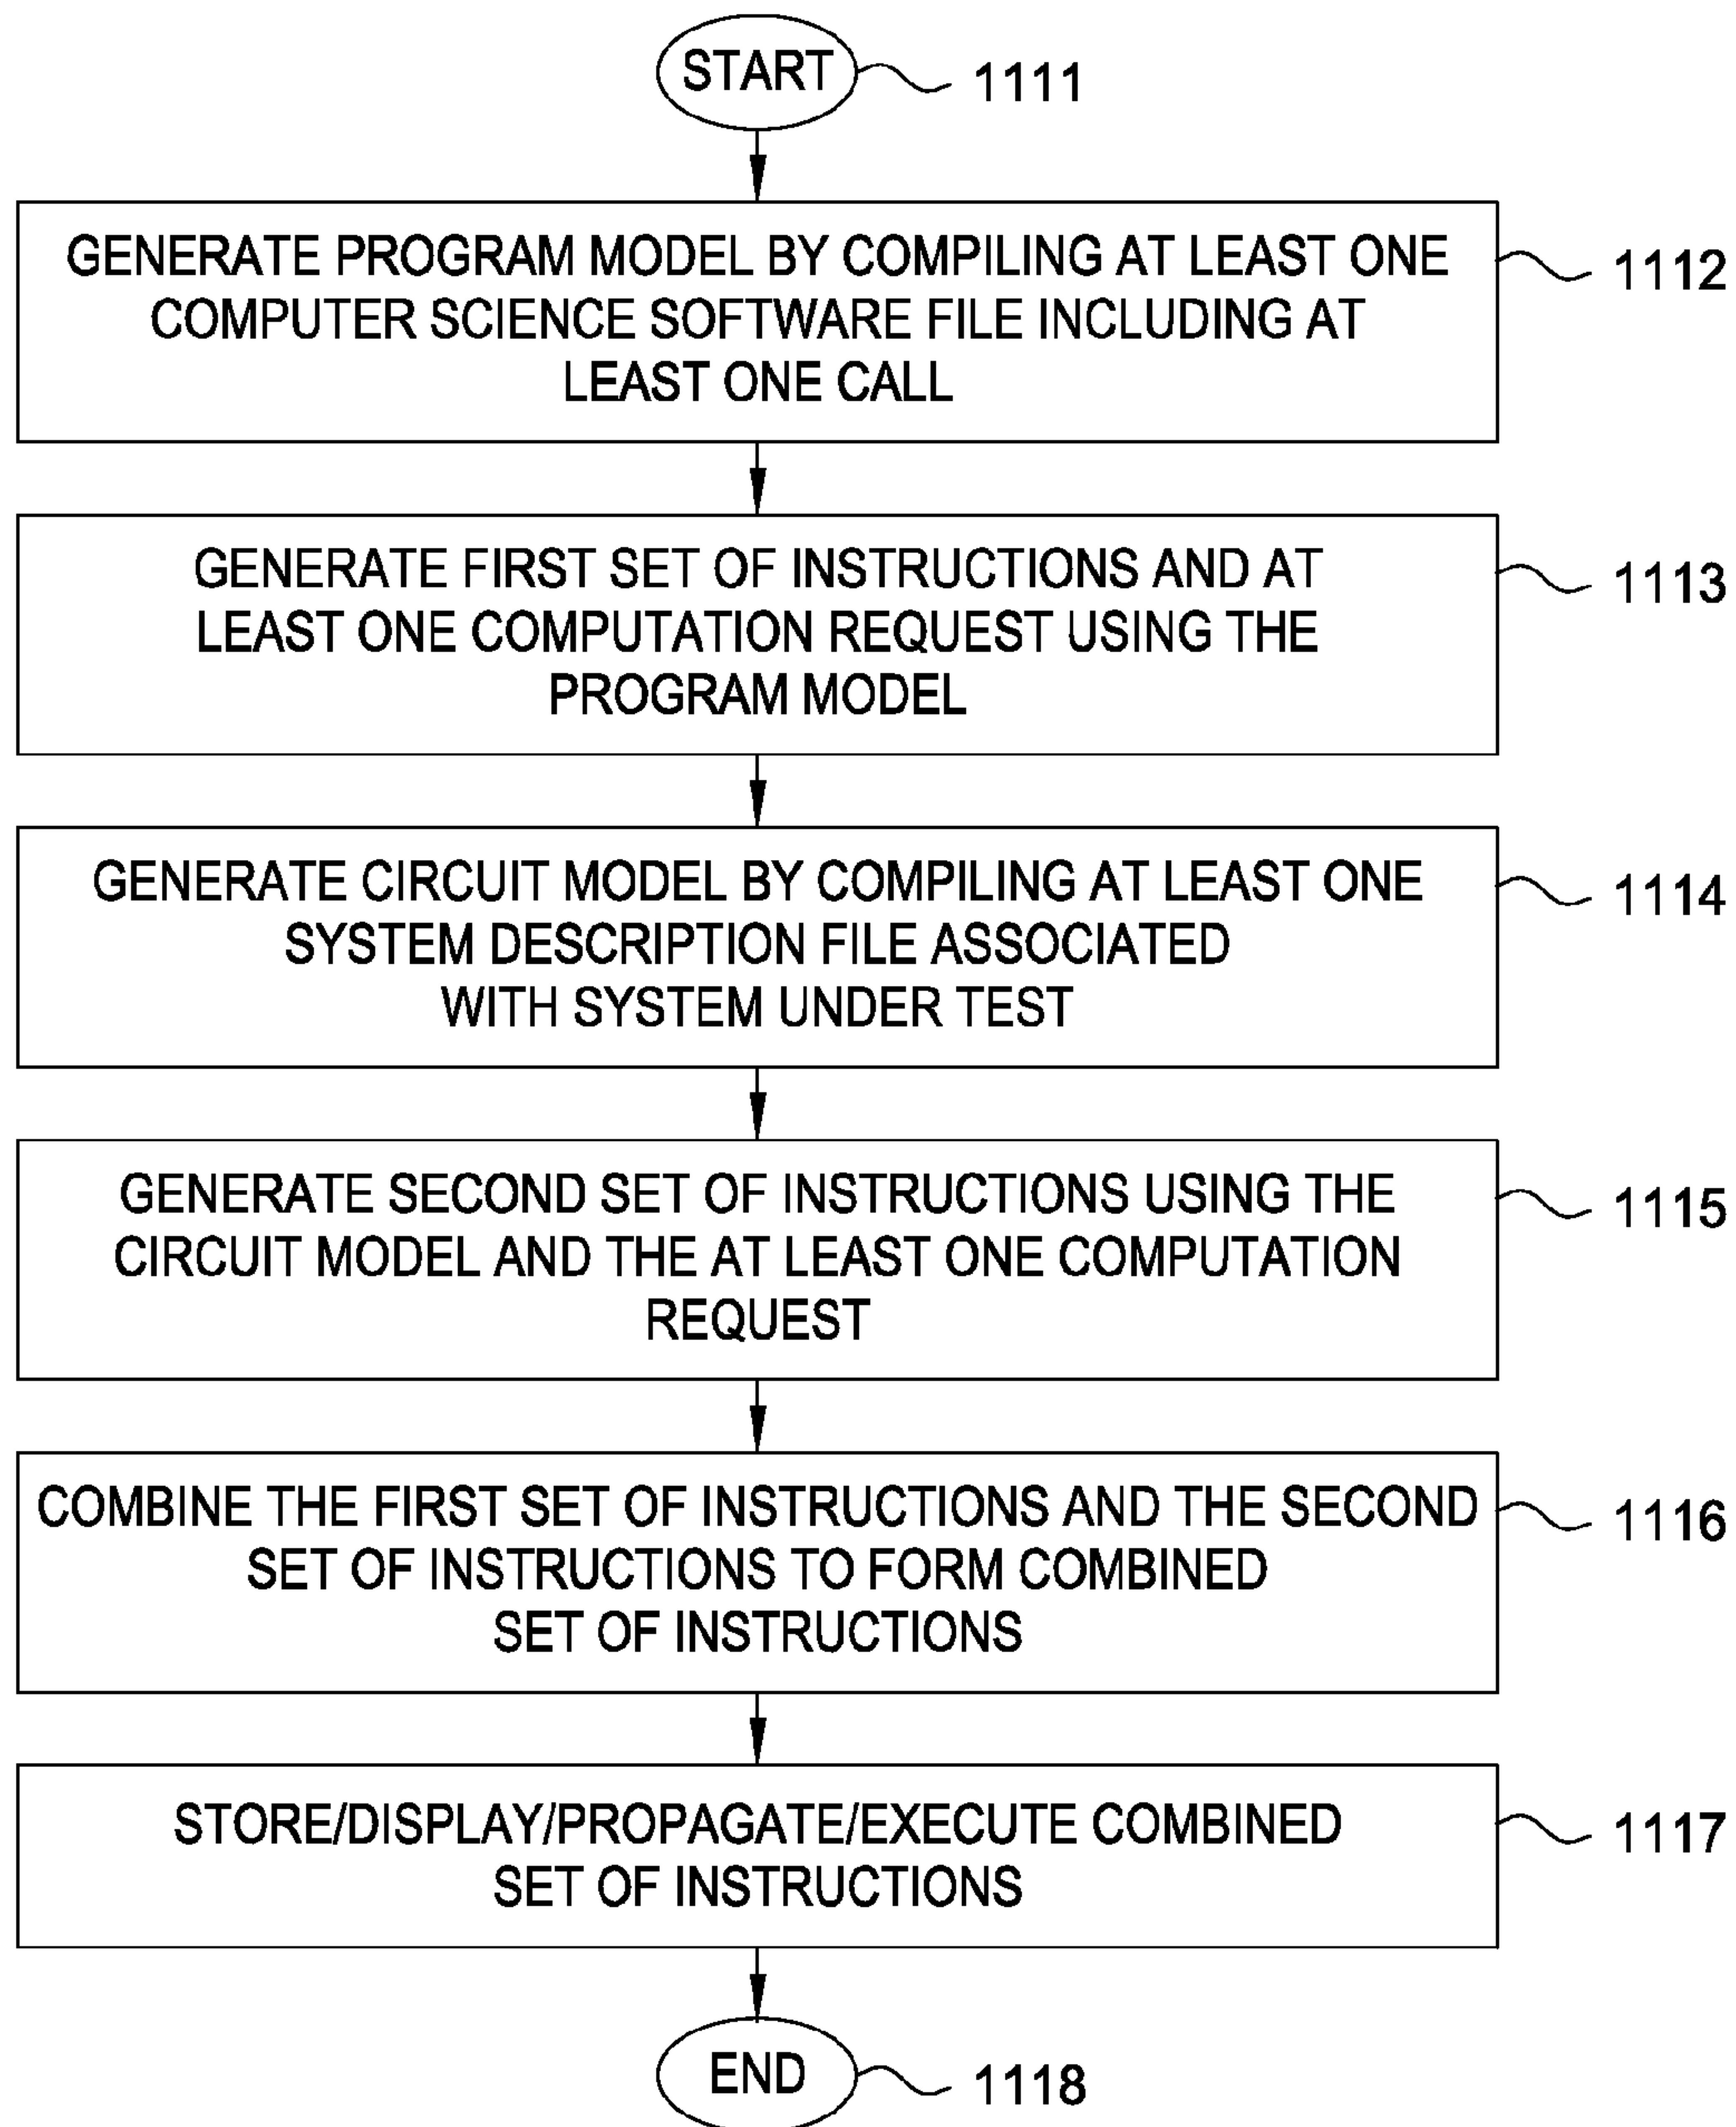 START 1111
GENERATE PROGRAM MODEL BY COMPILING AT LEAST ONE 1112
COMPUTER SCIENCE SOFTWARE FILE INCLUDING AT
LEAST ONE CALL
GENERATE FIRST SET OF INSTRUCTIONS AND AT 1113
LEAST ONE COMPUTATION REQUEST USING THE
PROGRAM MODEL
GENERATE CIRCUIT MODEL BY COMPILING AT LEAST ONE 1114
SYSTEM DESCRIPTION FILE ASSOCIATED
WITH SYSTEM UNDER TEST
GENERATE SECOND SET OF INSTRUCTIONS USING THE 1115
CIRCUIT MODEL AND THE AT LEAST ONE COMPUTATION
REQUEST
COMBINE THE FIRST SET OF INSTRUCTIONS AND THE SECOND 1116
SET OF INSTRUCTIONS TO FORM COMBINED
SET OF INSTRUCTIONS
STORE/DISPLAY/PROPAGATE/EXECUTE COMBINED 1117
SET OF INSTRUCTIONS
END 1118